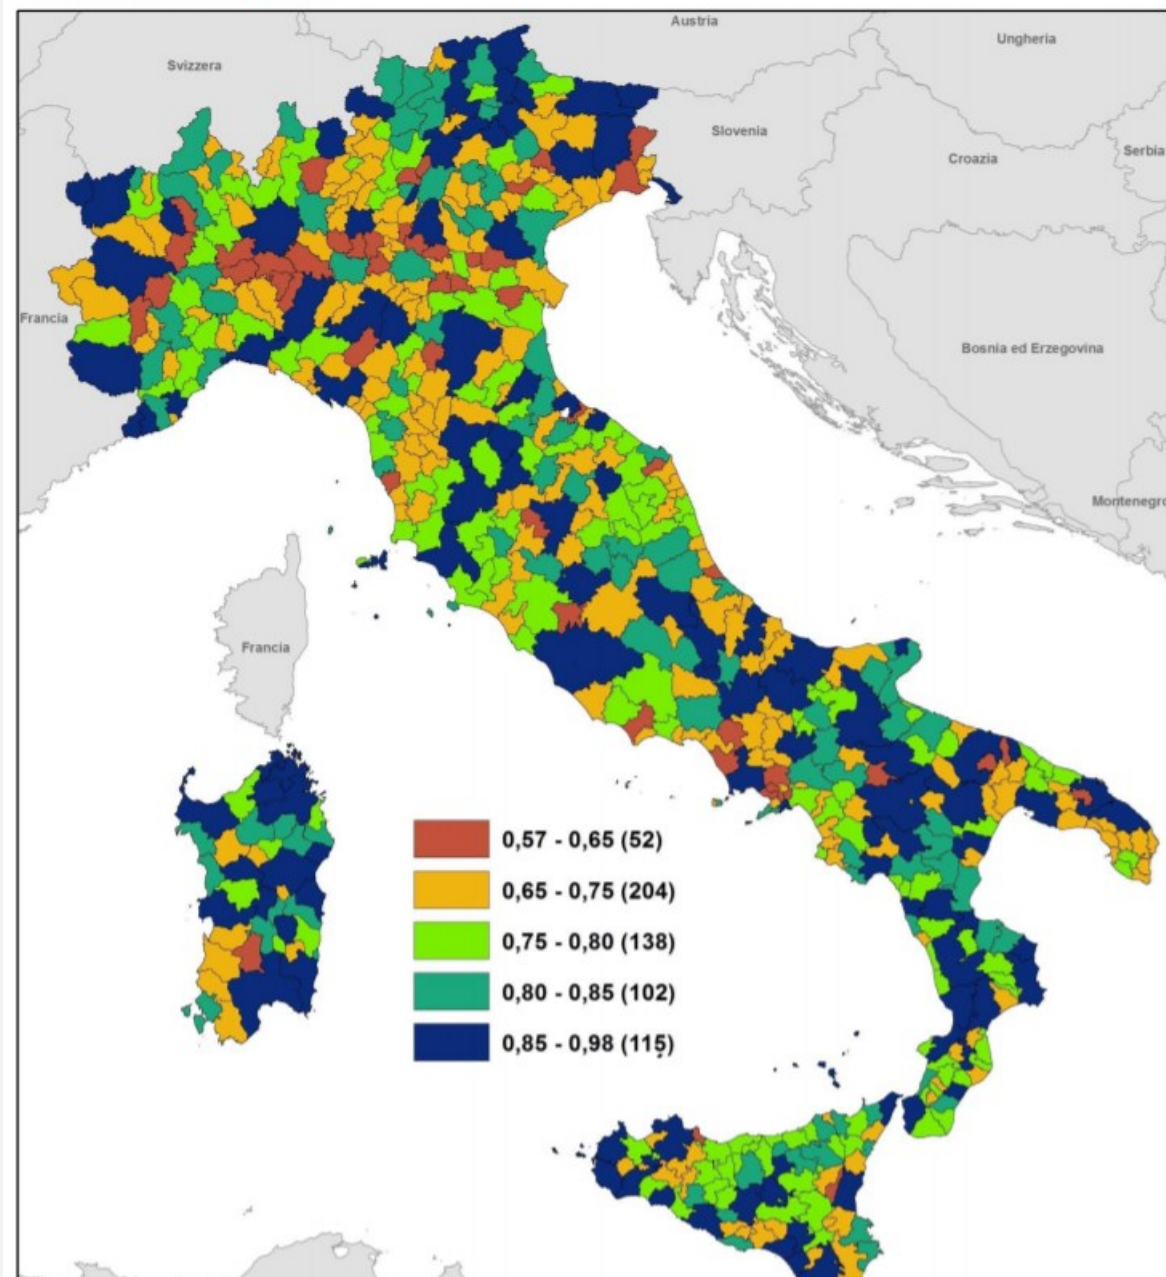 Austria
Ungheria
Svizzera
Slovenia
Croazia
Serbia
Francia
Bosnia ed Erzegovina
Montenegro
Francia
0,57 - 0,65 (52)
0,65 - 0,75 (204)
0,75 - 0,80 (138)
0,80 - 0,85 (102)
0,85 - 0,98 (115)